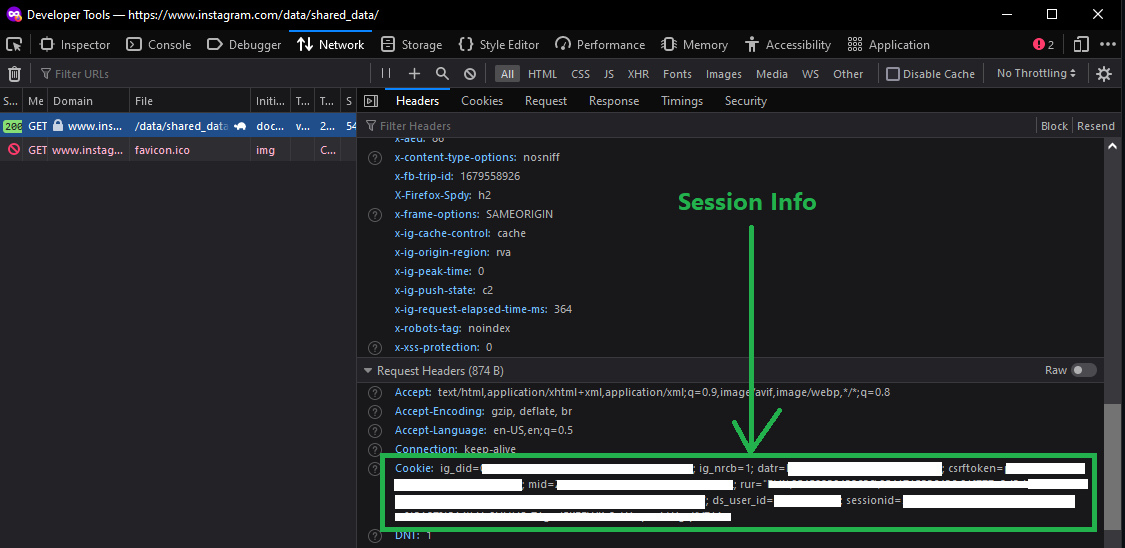 Developer Tools — https://www.instagram.com/data/shared_data/
Inspector Console Debugger Network Storage Style Editor Performance Memory Accessibility Application 2
Filter URLs All HTML CSS JS XHR Fonts Images Media WS Other Disable Cache No Throttling
S... Me Domain File Initi... T... T... S Headers Cookies Request Response Timings Security
200 GET www.ins... /data/shared_data doc... v... 2... 54
GET www.instag... favicon.ico img C...
Filter Headers Block Resend
x-aed: 88
x-content-type-options: nosniff
x-fb-trip-id: 1679558926
X-Firefox-Spdy: h2
Session Info
x-frame-options: SAMEORIGIN
x-ig-cache-control: cache
x-ig-origin-region: rva
x-ig-peak-time: 0
x-ig-push-state: c2
x-ig-request-elapsed-time-ms: 364
x-robots-tag: noindex
x-xss-protection: 0
Request Headers (874 B) Raw
Accept: text/html,application/xhtml+xml,application/xml;q=0.9,image/avif,image/webp,*/*;q=0.8
Accept-Encoding: gzip, deflate, br
Accept-Language: en-US,en;q=0.5
Connection: keep-alive
Cookie: ig_did= ; ig_nrcb=1; datr= ; csrftoken=
; mid= ; rur="
; ds_user_id= ; sessionid=
DNT: 1